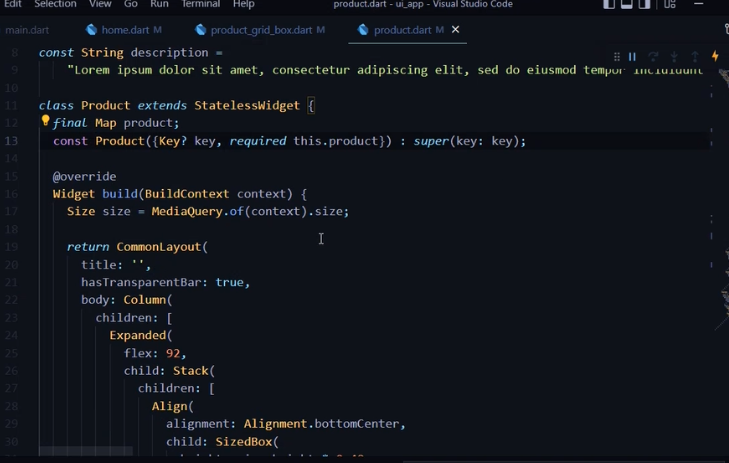 Edit Selection View Go Run Terminal Help product.dart - ui_app - Visual Studio Code
main.dart home.dart M product_grid_box.dart M product.dart M
8 const String description =
9 "Lorem ipsum dolor sit amet, consectetur adipiscing elit, sed do eiusmod tempor incididunt
10
11 class Product extends StatelessWidget {
12 final Map product;
13 const Product({Key? key, required this.product}) : super(key: key);
14
15 @override
16 Widget build(BuildContext context) {
17 Size size = MediaQuery.of(context).size;
18
19 return CommonLayout(
20 title: '',
21 hasTransparentBar: true,
22 body: Column(
23 children: [
24 Expanded(
25 flex: 92,
26 child: Stack(
27 children: [
28 Align(
29 alignment: Alignment.bottomCenter,
30 child: SizedBox(